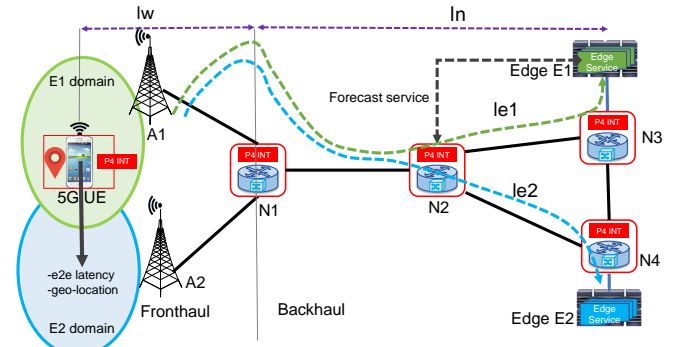 lw
ln
E1 domain
Edge E1
Edge
Service
Forecast service
A1
le1
P4 INT
5G UE
P4 INT
N1
P4 INT
N2
P4 INT
N3
le2
-e2e latency
-geo-location
A2
P4 INT
N4
Fronthaul
Backhaul
E2 domain
Edge E2
Edge
Service